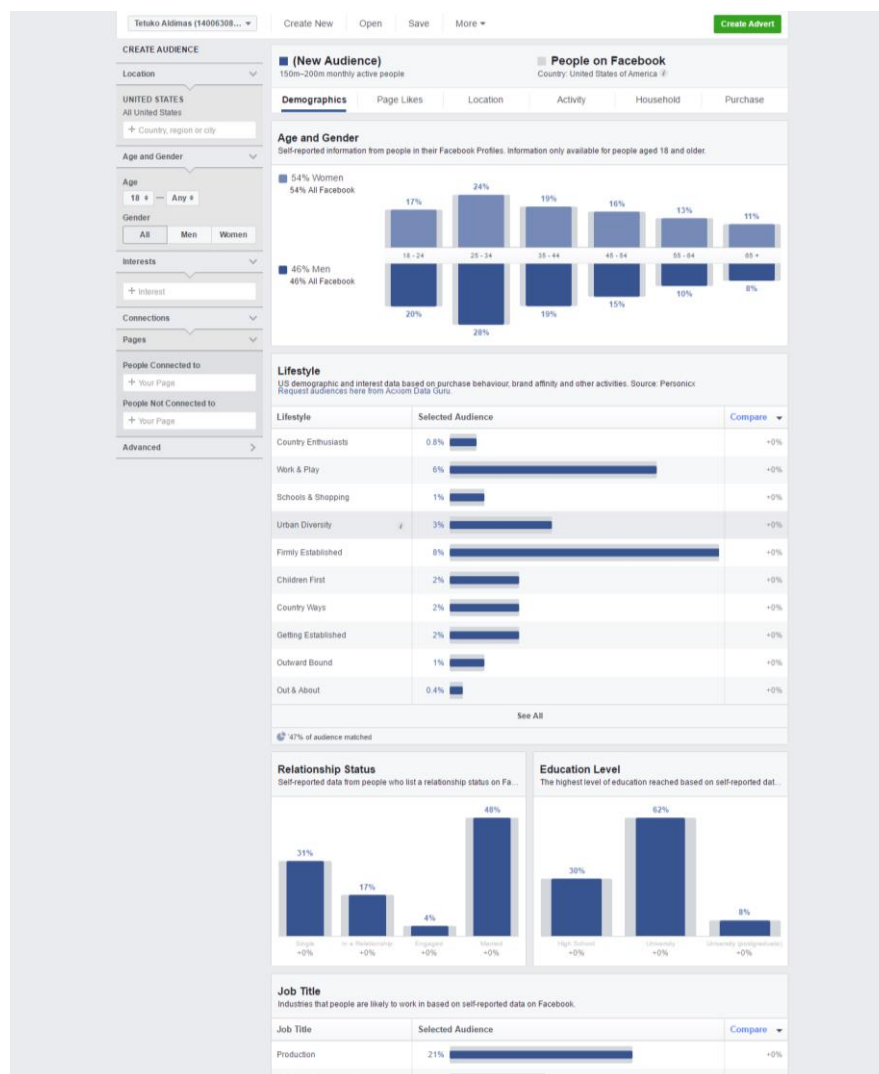 Tetuko Aldimas (14006308...
Create New Open Save More
Create Advert
CREATE AUDIENCE
Location
UNITED STATES
All United States
+ Country, region or city
Age and Gender
Age
18 — Any
Gender
All Men Women
Interests
+ Interest
Connections
Pages
People Connected to
+ Your Page
People Not Connected to
+ Your Page
Advanced
(New Audience)
150m–200m monthly active people
People on Facebook
Country: United States of America
Demographics Page Likes Location Activity Household Purchase
Age and Gender
Self-reported information from people in their Facebook Profiles. Information only available for people aged 18 and older.
54% Women
54% All Facebook
17% 24% 19% 16% 13% 11%
18 - 24 25 - 34 35 - 44 45 - 54 55 - 64 65 +
46% Men
46% All Facebook
20% 28% 19% 15% 10% 8%
Lifestyle
US demographic and interest data based on purchase behaviour, brand affinity and other activities. Source: Personicx
Request audiences here from Acxiom Data Guru.
Lifestyle Selected Audience Compare
Country Enthusiasts 0.8% +0%
Work & Play 6% +0%
Schools & Shopping 1% +0%
Urban Diversity 3% +0%
Firmly Established 8% +0%
Children First 2% +0%
Country Ways 2% +0%
Getting Established 2% +0%
Outward Bound 1% +0%
Out & About 0.4% +0%
See All
47% of audience matched
Relationship Status
Self-reported data from people who list a relationship status on Fa...
31% 17% 4% 48%
Single In a Relationship Engaged Married
+0% +0% +0% +0%
Education Level
The highest level of education reached based on self-reported dat...
30% 62% 8%
High School University University (postgraduate)
+0% +0% +0%
Job Title
Industries that people are likely to work in based on self-reported data on Facebook.
Job Title Selected Audience Compare
Production 21% +0%